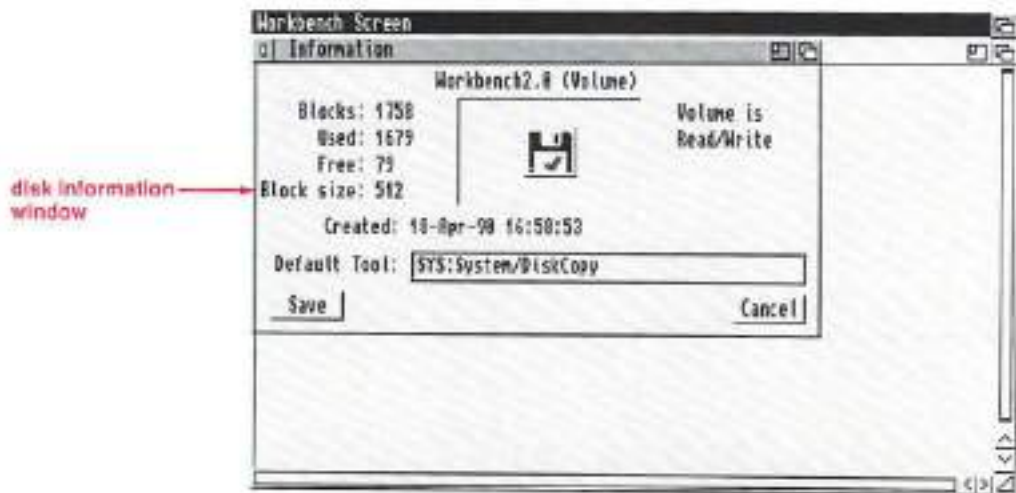 Workbench Screen
Information
Workbench2.0 (Volume)
Blocks: 1758
Used: 1679
Free: 79
Block size: 512
Volume is
Read/Write
disk information
window
Created: 18-Apr-90 16:50:53
Default Tool: SYS:System/DiskCopy
Save
Cancel